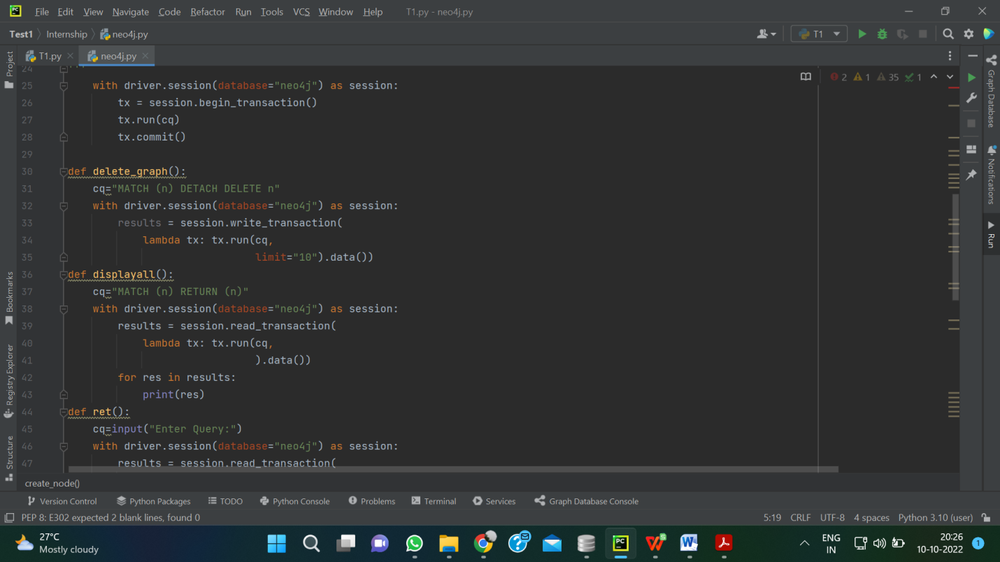 PC File Edit View Navigate Code Refactor Run Tools VCS Window Help T1.py - neo4j.py
Test1 Internship neo4j.py T1
T1.py neo4j.py
Project
24
2 1 35 1
25 with driver.session(database="neo4j") as session:
26 tx = session.begin_transaction()
27 tx.run(cq)
28 tx.commit()
29
30 def delete_graph():
31 cq="MATCH (n) DETACH DELETE n"
32 with driver.session(database="neo4j") as session:
33 results = session.write_transaction(
34 lambda tx: tx.run(cq,
35 limit="10").data())
36 def displayall():
37 cq="MATCH (n) RETURN (n)"
38 with driver.session(database="neo4j") as session:
39 results = session.read_transaction(
40 lambda tx: tx.run(cq,
41 ).data())
42 for res in results:
43 print(res)
44 def ret():
45 cq=input("Enter Query:")
46 with driver.session(database="neo4j") as session:
47 results = session.read_transaction(
Bookmarks
Registry Explorer
Structure
Graph Database
Notifications
Run
create_node()
Version Control Python Packages TODO Python Console Problems Terminal Services Graph Database Console
PEP 8: E302 expected 2 blank lines, found 0 5:19 CRLF UTF-8 4 spaces Python 3.10 (user)
27°C
Mostly cloudy
PC
ENG
IN
20:26
10-10-2022
1